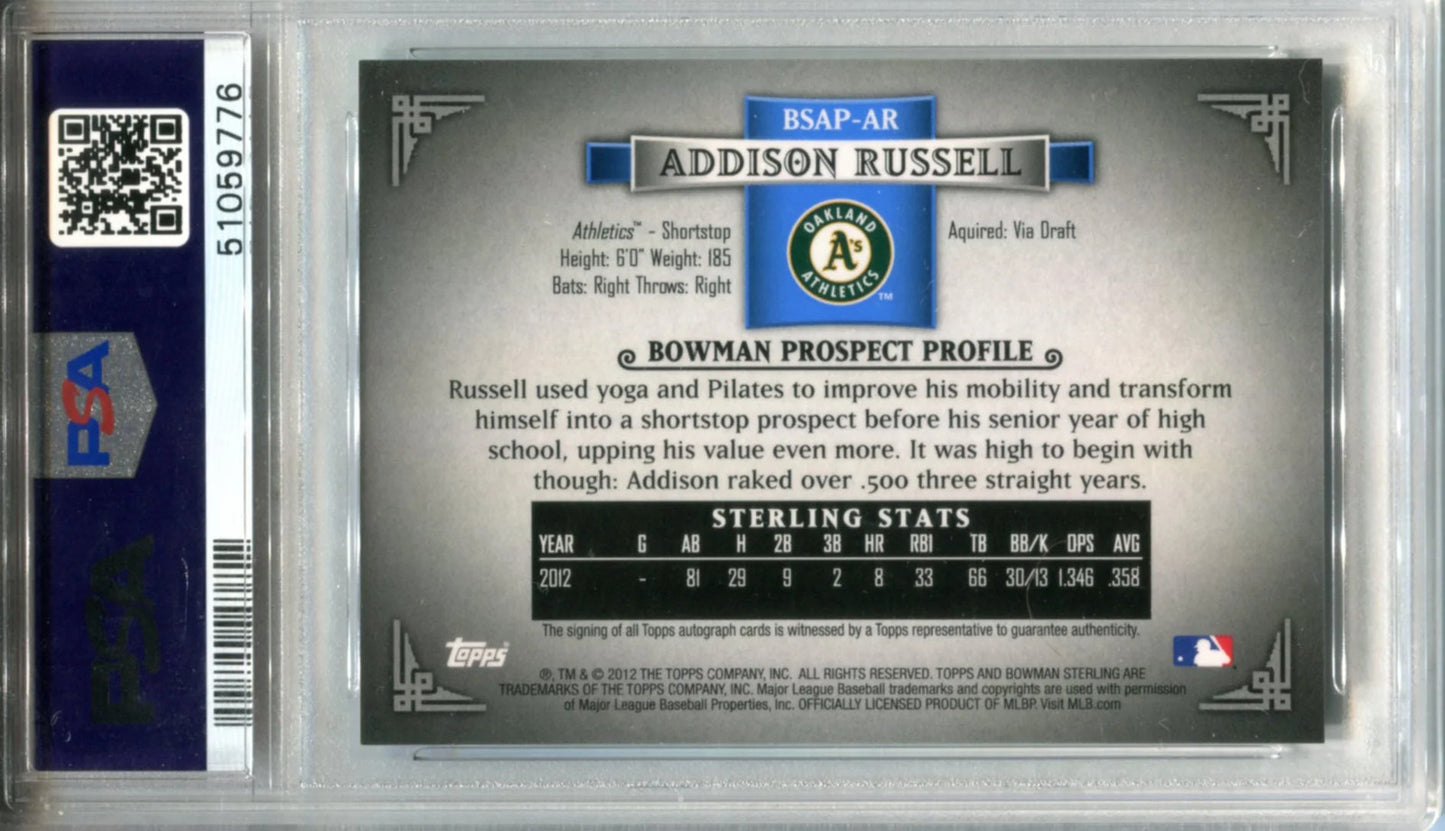 51059776
PSA
PSA
BSAP-AR
ADDISON RUSSELL
Athletics™ - Shortstop
Height: 6'0" Weight: 185
Bats: Right Throws: Right
OAKLAND
A's
ATHLETICS
TM
Aquired: Via Draft
BOWMAN PROSPECT PROFILE
Russell used yoga and Pilates to improve his mobility and transform
himself into a shortstop prospect before his senior year of high
school, upping his value even more. It was high to begin with
though: Addison raked over .500 three straight years.
STERLING STATS
YEAR G AB H 2B 3B HR RBI TB BB/K OPS AVG
2012 - 81 29 9 2 8 33 66 30/13 1.346 .358
The signing of all Topps autograph cards is witnessed by a Topps representative to guarantee authenticity.
Topps®
®, TM & © 2012 THE TOPPS COMPANY, INC. ALL RIGHTS RESERVED. TOPPS AND BOWMAN STERLING ARE
TRADEMARKS OF THE TOPPS COMPANY, INC. Major League Baseball trademarks and copyrights are used with permission
of Major League Baseball Properties, Inc. OFFICIALLY LICENSED PRODUCT OF MLBP. Visit MLB.com